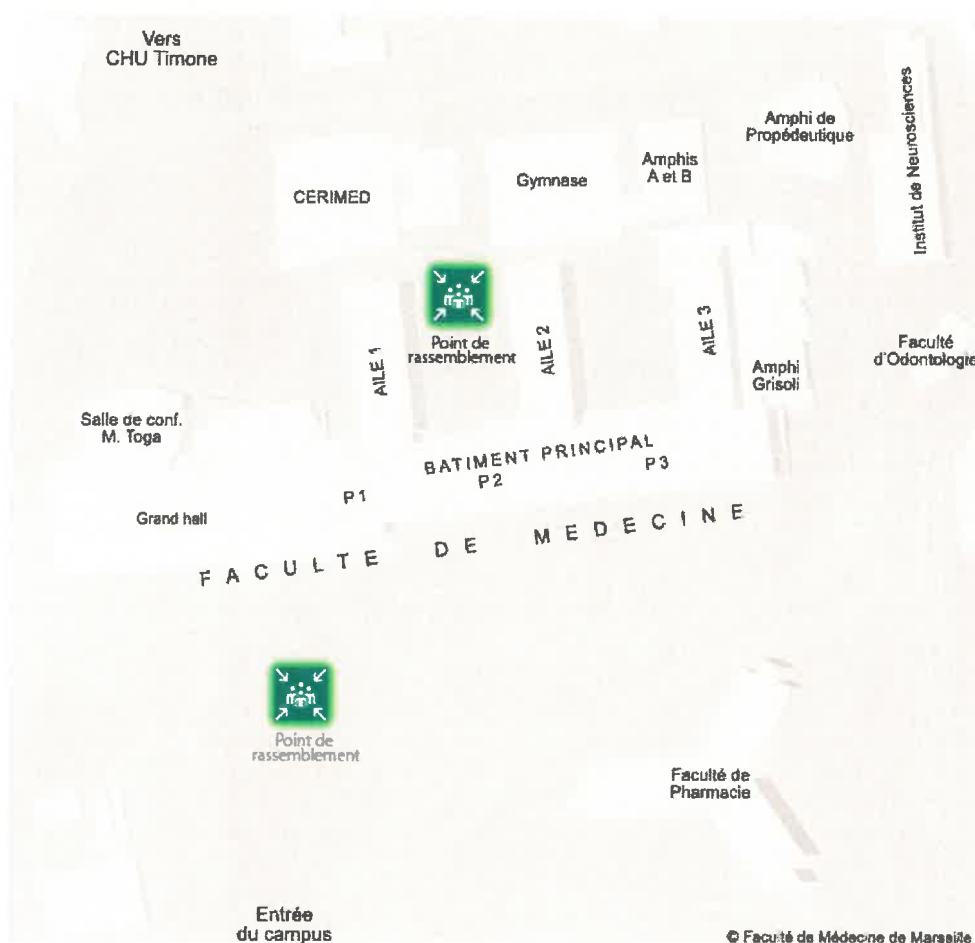 Vers
CHU Timone
Institut de Neurosciences
Amphi de
Propédeutique
Amphis
A et B
Gymnase
CERIMED
Point de
rassemblement
AILE 1
AILE 2
AILE 3
Faculté
d'Odontologie
Amphi
Grisoli
Salle de conf.
M. Toga
BATIMENT PRINCIPAL
P1
P2
P3
Grand hall
FACULTE DE MEDECINE
Point de
rassemblement
Faculté de
Pharmacie
Entrée
du campus
© Faculté de Médecine de Marseille